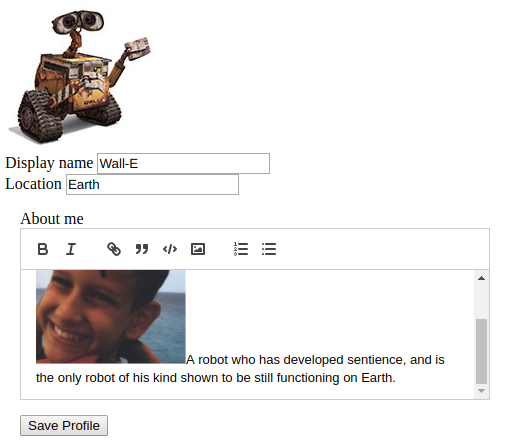 WALL-E
Display name Wall-E
Location Earth
About me
A robot who has developed sentience, and is
the only robot of his kind shown to be still functioning on Earth.
Save Profile